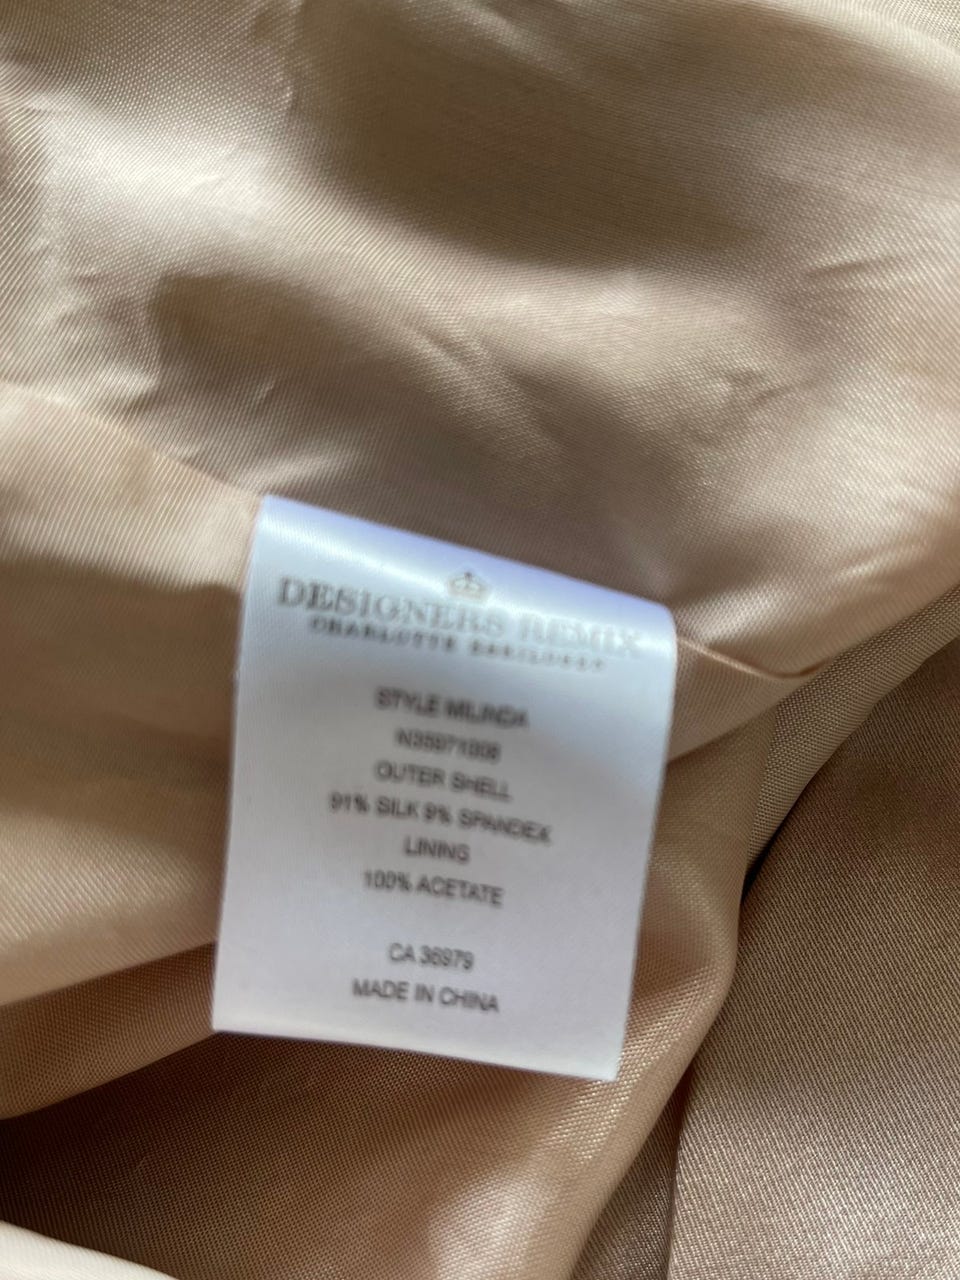 DESIGNERS REMIX
CHARLOTTE ESKILDSEN
STYLE MILINDA
OUTER SHELL
91% SILK 9% SPANDEX
LINING
100% ACETATE
CA 36979
MADE IN CHINA